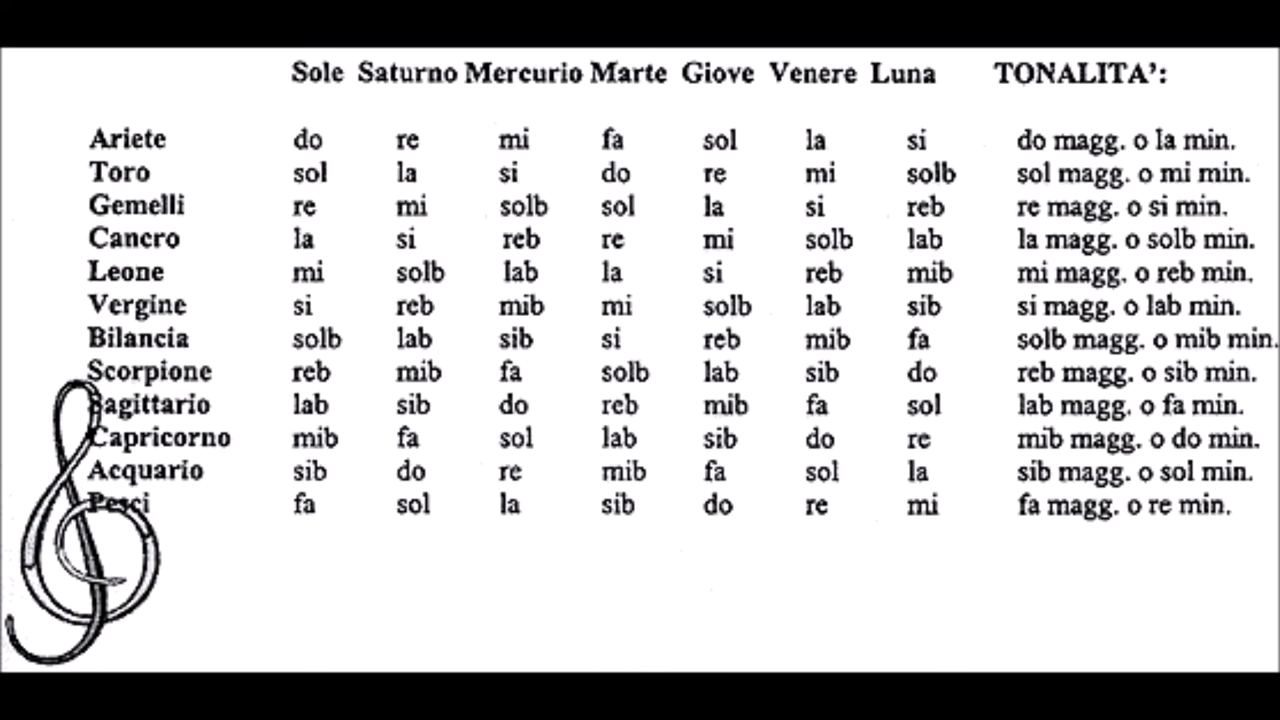 Sole Saturno Mercurio Marte Giove Venere Luna TONALITA':
Ariete do re mi fa sol la si do magg. o la min.
Toro sol la si do re mi solb sol magg. o mi min.
Gemelli re mi solb sol la si reb re magg. o si min.
Cancro la si reb re mi solb lab la magg. o solb min.
Leone mi solb lab la si reb mib mi magg. o reb min.
Vergine si reb mib mi solb lab sib si magg. o lab min.
Bilancia solb lab sib si reb mib fa solb magg. o mib min.
Scorpione reb mib fa solb lab sib do reb magg. o sib min.
Sagittario lab sib do reb mib fa sol lab magg. o fa min.
Capricorno mib fa sol lab sib do re mib magg. o do min.
Acquario sib do re mib fa sol la sib magg. o sol min.
Pesci fa sol la sib do re mi fa magg. o re min.